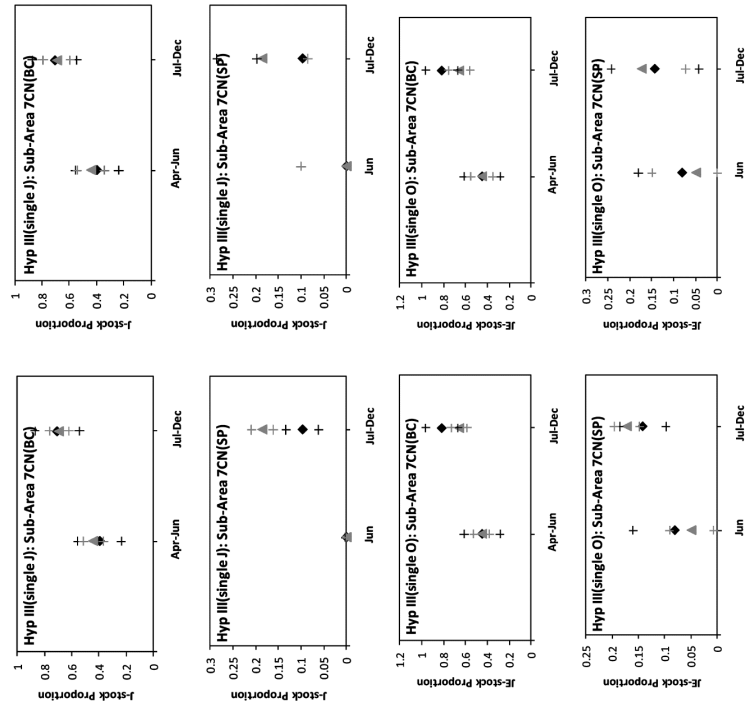 Hyp III(single J): Sub-Area 7CN(BC)
J-stock Proportion
1
0.8
0.6
0.4
0.2
0
Apr-Jun
Jul-Dec
Hyp III(single J): Sub-Area 7CN(BC)
J-stock Proportion
1
0.8
0.6
0.4
0.2
0
Apr-Jun
Jul-Dec
Hyp III(single J): Sub-Area 7CN(SP)
J-stock Proportion
0.3
0.25
0.2
0.15
0.1
0.05
0
Jun
Jul-Dec
Hyp III(single J): Sub-Area 7CN(SP)
J-stock Proportion
0.3
0.25
0.2
0.15
0.1
0.05
0
Jun
Jul-Dec
Hyp III(single O): Sub-Area 7CN(BC)
JE-stock Proportion
1.2
1
0.8
0.6
0.4
0.2
0
Apr-Jun
Jul-Dec
Hyp III(single O): Sub-Area 7CN(BC)
JE-stock Proportion
1.2
1
0.8
0.6
0.4
0.2
0
Apr-Jun
Jul-Dec
Hyp III(single O): Sub-Area 7CN(SP)
JE-stock Proportion
0.25
0.2
0.15
0.1
0.05
0
Jun
Jul-Dec
Hyp III(single O): Sub-Area 7CN(SP)
JE-stock Proportion
0.3
0.25
0.2
0.15
0.1
0.05
0
Jun
Jul-Dec